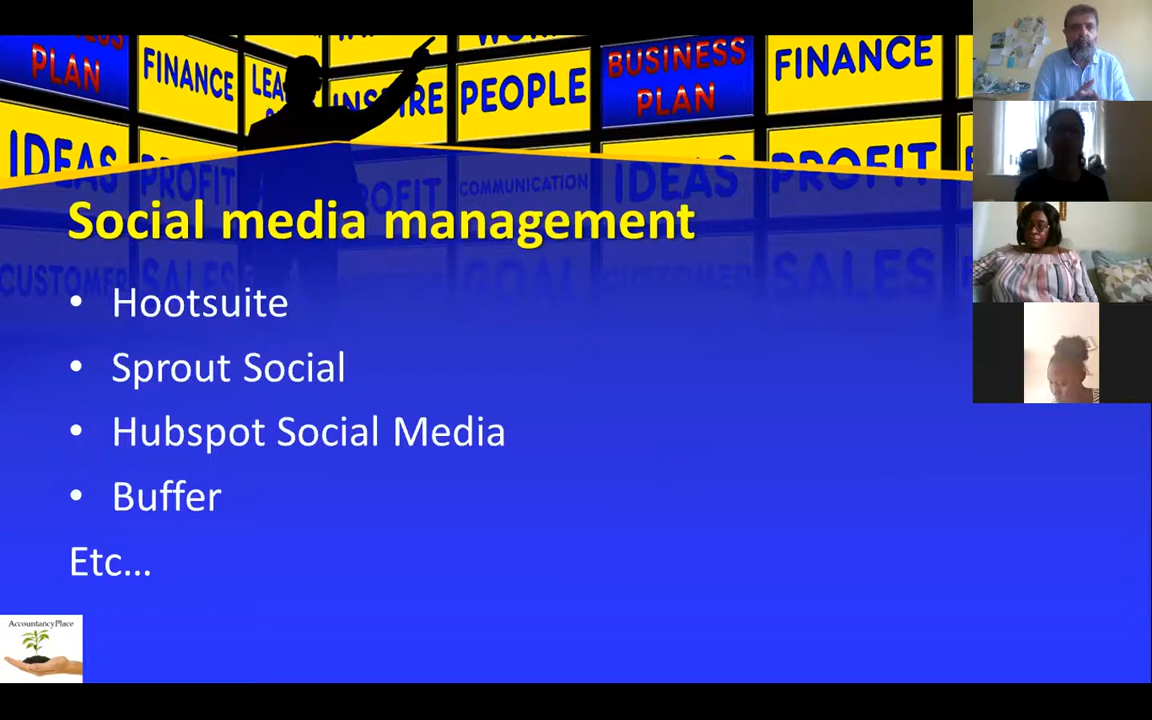 PLAN
FINANCE
INSPIRE
PEOPLE
BUSINESS
PLAN
FINANCE
IDEAS
PROFIT
PROFIT
COMMUNICATION
IDEAS
PROFIT
Social media management
CUSTOMER
SALES
GOAL
CUSTOMER
SALES
• Hootsuite
• Sprout Social
• Hubspot Social Media
• Buffer
Etc...
AccountancyPlace